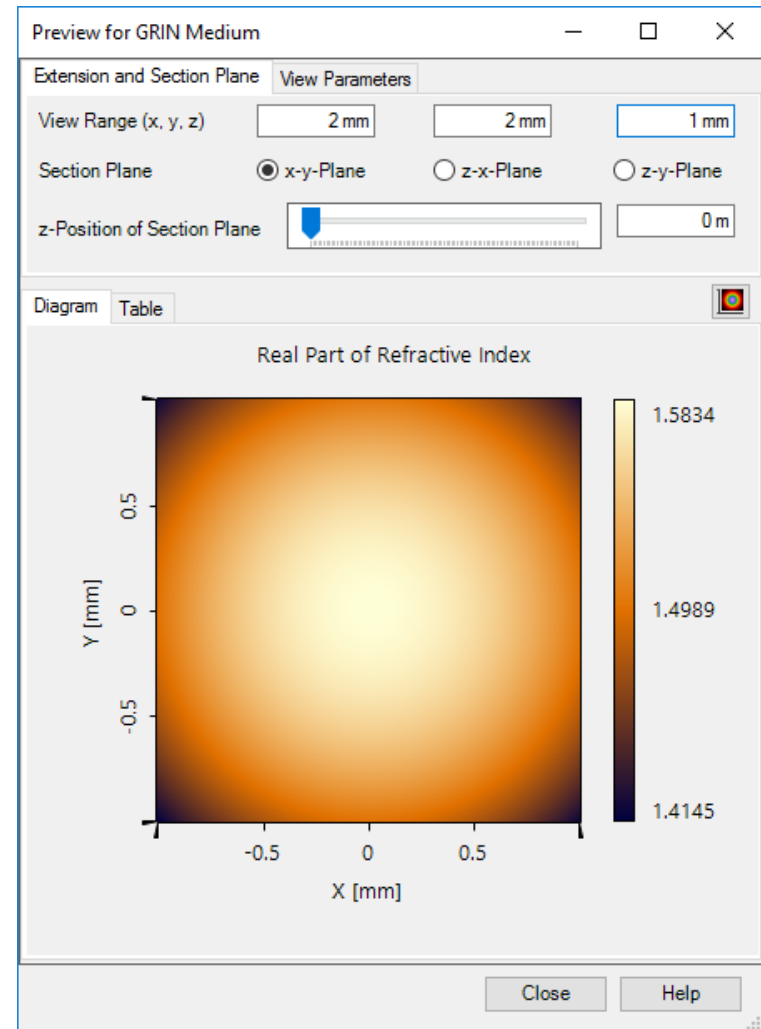 Preview for GRIN Medium
Extension and Section Plane View Parameters
View Range (x, y, z) 2 mm 2 mm 1 mm
Section Plane x-y-Plane z-x-Plane z-y-Plane
z-Position of Section Plane 0 m
Diagram Table
Real Part of Refractive Index
1.5834
0.5
Y [mm] 0 1.4989
-0.5
1.4145
-0.5 0 0.5
X [mm]
Close Help